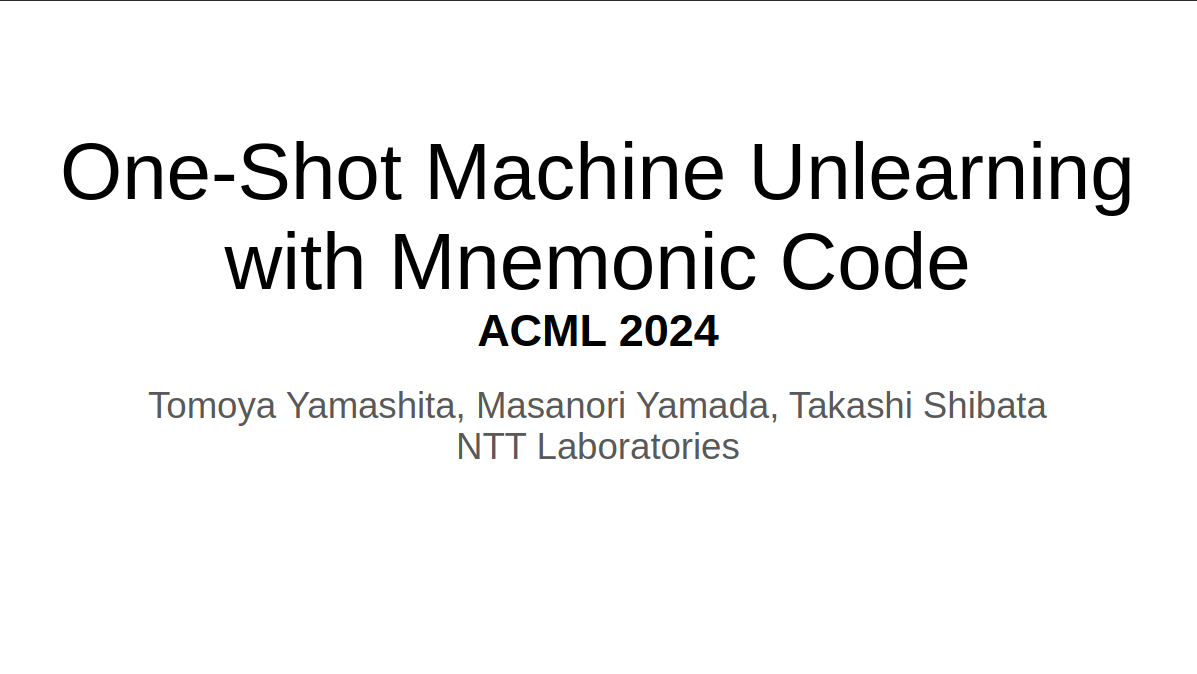 One-Shot Machine Unlearning
with Mnemonic Code
ACML 2024
Tomoya Yamashita, Masanori Yamada, Takashi Shibata
NTT Laboratories